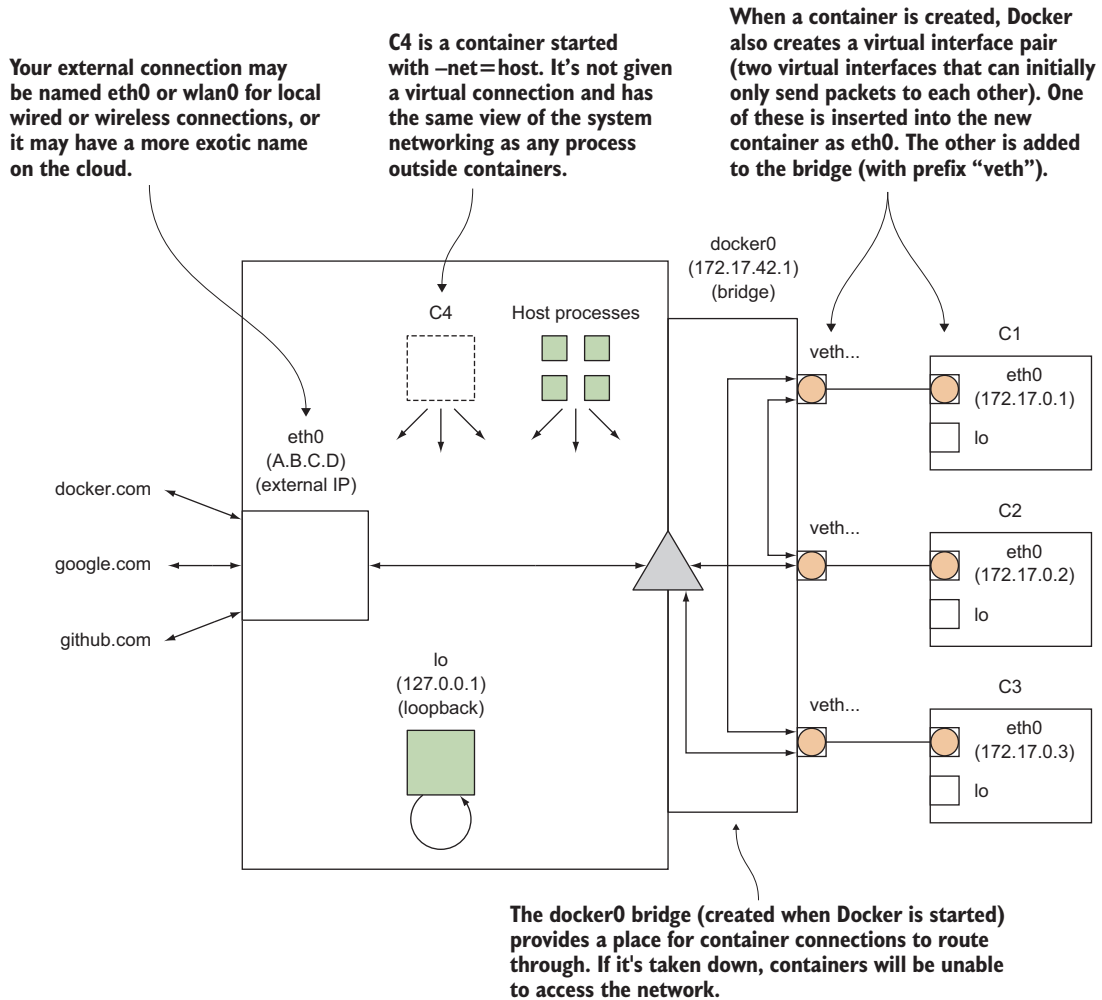 Your external connection may
be named eth0 or wlan0 for local
wired or wireless connections, or
it may have a more exotic name
on the cloud.
C4 is a container started
with –net=host. It's not given
a virtual connection and has
the same view of the system
networking as any process
outside containers.
When a container is created, Docker
also creates a virtual interface pair
(two virtual interfaces that can initially
only send packets to each other). One
of these is inserted into the new
container as eth0. The other is added
to the bridge (with prefix “veth”).
docker0
(172.17.42.1)
(bridge)
C4
Host processes
eth0
(A.B.C.D)
(external IP)
docker.com
google.com
github.com
lo
(127.0.0.1)
(loopback)
veth...
C1
eth0
(172.17.0.1)
lo
veth...
C2
eth0
(172.17.0.2)
lo
veth...
C3
eth0
(172.17.0.3)
lo
The docker0 bridge (created when Docker is started)
provides a place for container connections to route
through. If it's taken down, containers will be unable
to access the network.